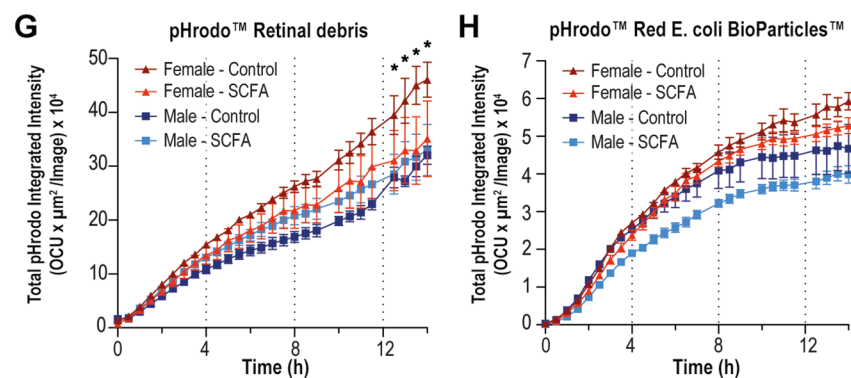 G
pHrodo™ Retinal debris
Total pHrodo Integrated Intensity
(OCU x µm² /Image) x 10⁴
50
40
30
20
10
0
Female - Control
Female - SCFA
Male - Control
Male - SCFA
* * * *
0 4 8 12
Time (h)
H
pHrodo™ Red E. coli BioParticles™
Total pHrodo Integrated Intensity
(OCU x µm² /Image) x 10⁴
7
6
5
4
3
2
1
0
Female - Control
Female - SCFA
Male - Control
Male - SCFA
0 4 8 12
Time (h)